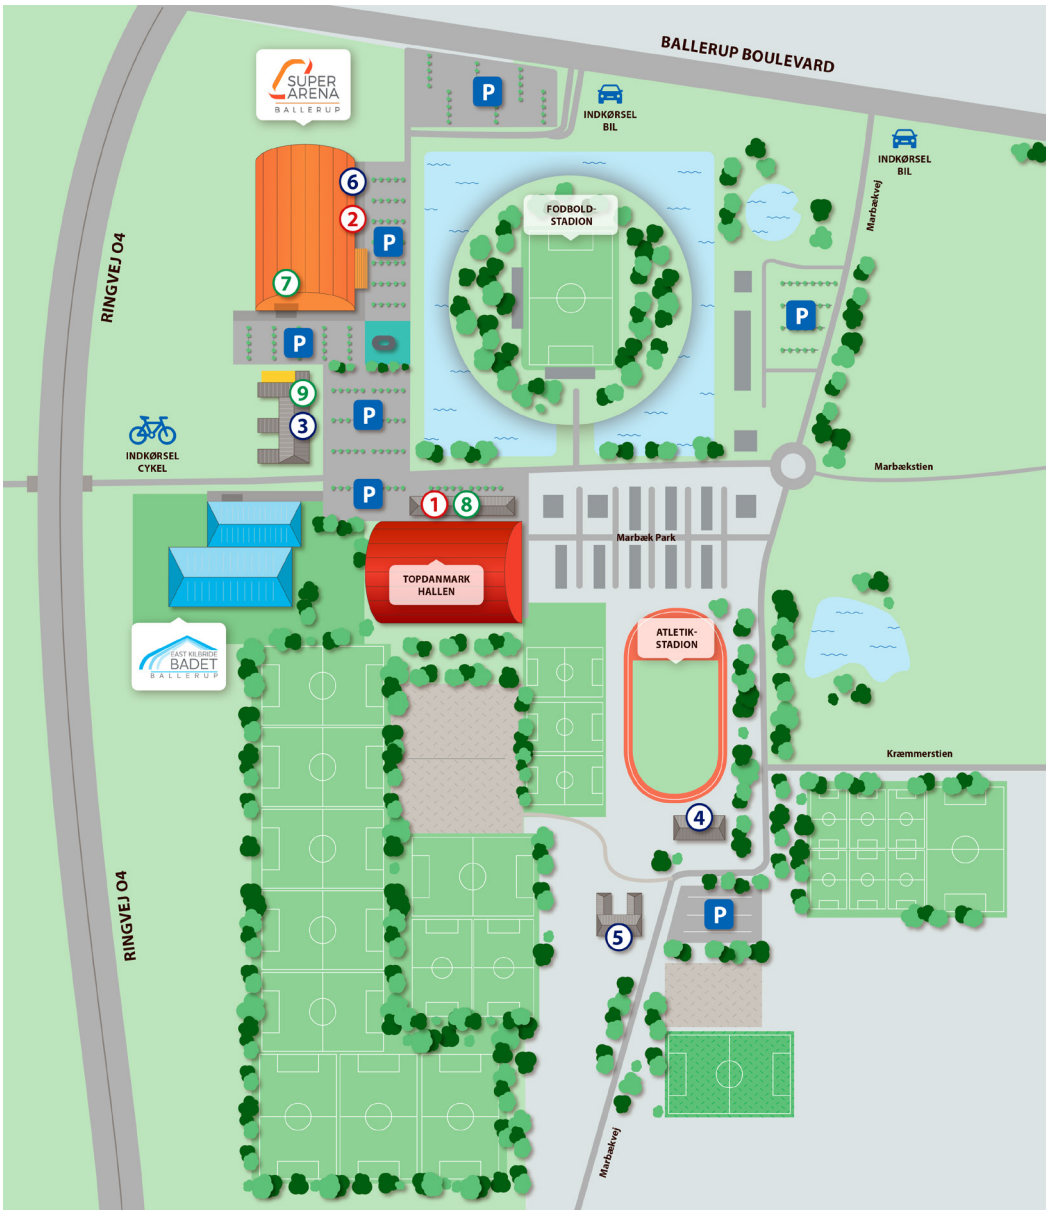 BALLERUP BOULEVARD
SUPER
ARENA
BALLERUP
P
INDKØRSEL
BIL
INDKØRSEL
BIL
6
2
P
7
FODBOLD-
STADION
Marbækvej
RINGVEJ O4
P
P
9
3
P
INDKØRSEL
CYKEL
Marbækstien
P
1
8
Marbæk Park
TOPDANMARK
HALLEN
EAST KILBRIDE
BADET
BALLERUP
ATLETIK-
STADION
Kræmmerstien
4
P
5
RINGVEJ O4
Marbækvej